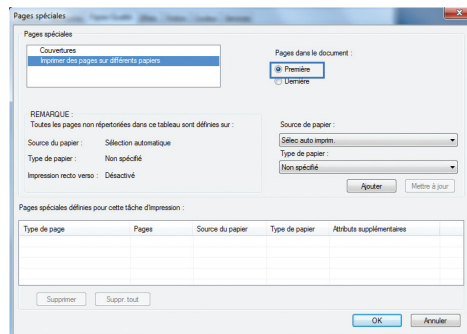 Pages spéciales
Pages spéciales
Couvertures
Imprimer des pages sur différents papiers
Pages dans le document :
Première
Dernière
REMARQUE :
Toutes les pages non répertoriées dans ce tableau sont définies sur :
Source du papier : Sélection automatique
Type de papier : Non spécifié
Impression recto verso : Désactivé
Source de papier :
Sélec auto imprim.
Type de papier :
Non spécifié
Ajouter Mettre à jour
Pages spéciales définies pour cette tâche d'impression :
Type de page Pages Source du papier Type de papier Attributs supplémentaires
Supprimer Suppr. tout
OK Annuler